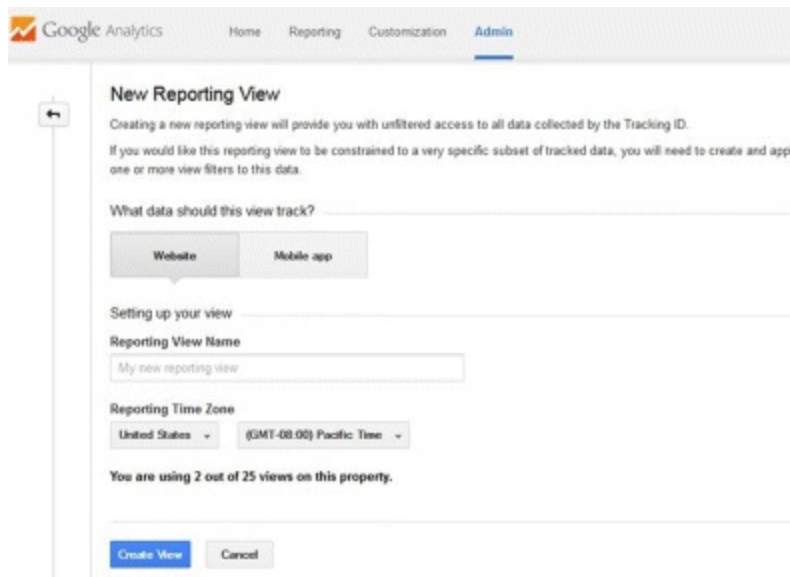 Google Analytics
Home Reporting Customization Admin
New Reporting View
Creating a new reporting view will provide you with unfiltered access to all data collected by the Tracking ID.
If you would like this reporting view to be constrained to a very specific subset of tracked data, you will need to create and app
one or more view filters to this data.
What data should this view track?
Website Mobile app
Setting up your view
Reporting View Name
My new reporting view
Reporting Time Zone
United States (GMT-08:00) Pacific Time
You are using 2 out of 25 views on this property.
Create View Cancel